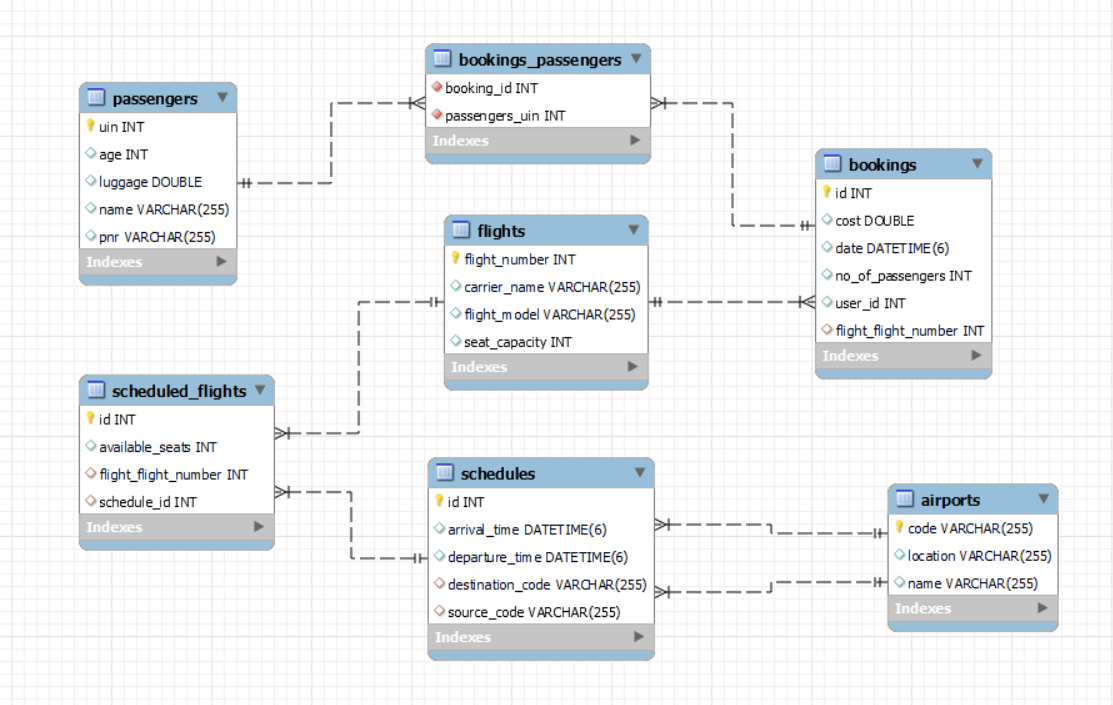 bookings_passengers
booking_id INT
passengers_uin INT
Indexes
passengers
uin INT
age INT
luggage DOUBLE
name VARCHAR(255)
pnr VARCHAR(255)
Indexes
bookings
id INT
cost DOUBLE
date DATETIME(6)
no_of_passengers INT
user_id INT
flight_flight_number INT
Indexes
flights
flight_number INT
carrier_name VARCHAR(255)
flight_model VARCHAR(255)
seat_capacity INT
Indexes
scheduled_flights
id INT
available_seats INT
flight_flight_number INT
schedule_id INT
Indexes
schedules
id INT
arrival_time DATETIME(6)
departure_time DATETIME(6)
destination_code VARCHAR(255)
source_code VARCHAR(255)
Indexes
airports
code VARCHAR(255)
location VARCHAR(255)
name VARCHAR(255)
Indexes